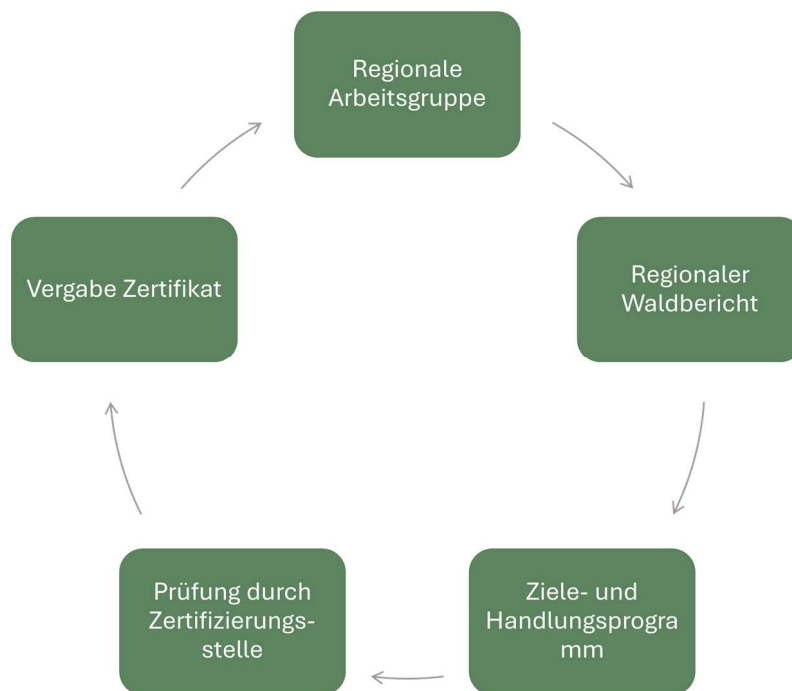 Regionale
Arbeitsgruppe
Regionaler
Waldbericht
Ziele- und
Handlungsprogra
mm
Prüfung durch
Zertifizierungs-
stelle
Vergabe Zertifikat